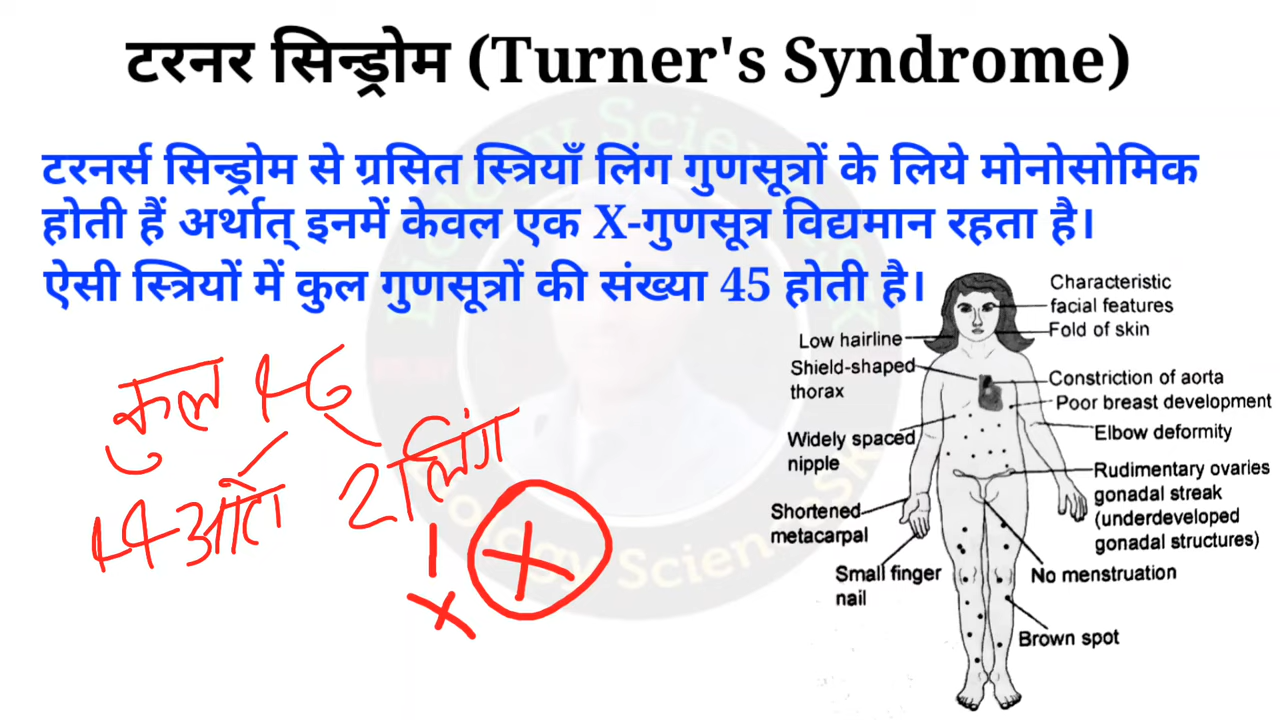 टरनर सिन्ड्रोम (Turner's Syndrome)
टरनर्स सिन्ड्रोम से ग्रसित स्त्रियाँ लिंग गुणसूत्रों के लिये मोनोसोमिक
होती हैं अर्थात् इनमें केवल एक X-गुणसूत्र विद्यमान रहता है।
ऐसी स्त्रियों में कुल गुणसूत्रों की संख्या 45 होती है।
कुल 46
44 ऑटो 2 लिंग
X X
Characteristic
facial features
Fold of skin
Low hairline
Shield-shaped
thorax
Constriction of aorta
Poor breast development
Widely spaced
nipple
Elbow deformity
Rudimentary ovaries
gonadal streak
(underdeveloped
gonadal structures)
Shortened
metacarpal
Small finger
nail
No menstruation
Brown spot
Biology Science